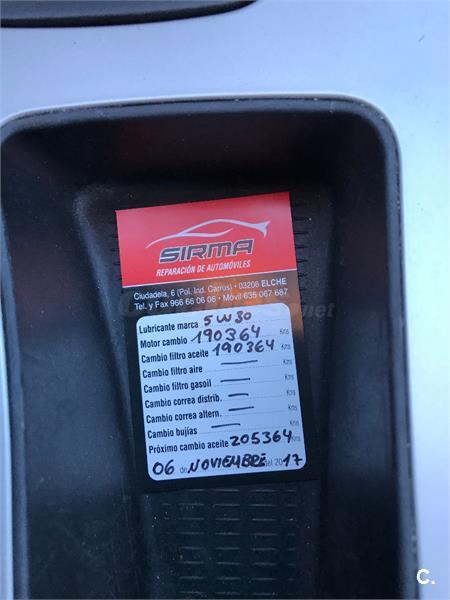 SIRMA
REPARACIÓN DE AUTOMÓVILES
Ciudadela, 6 (Pol. Ind. Carrús) • 03206 ELCHE
Tel. y Fax 966 66 06 06 • Móvil 635 067 687
Lubricante marca 5W30
Motor cambio 190364 Kms
Cambio filtro aceite 190364 Kms
Cambio filtro aire — Kms
Cambio filtro gasoil — Kms
Cambio correa distrib. — Kms
Cambio correa altern. — Kms
Cambio bujías — Kms
Próximo cambio aceite 205364 Kms
06 de NOVIEMBRE del 2017
C.